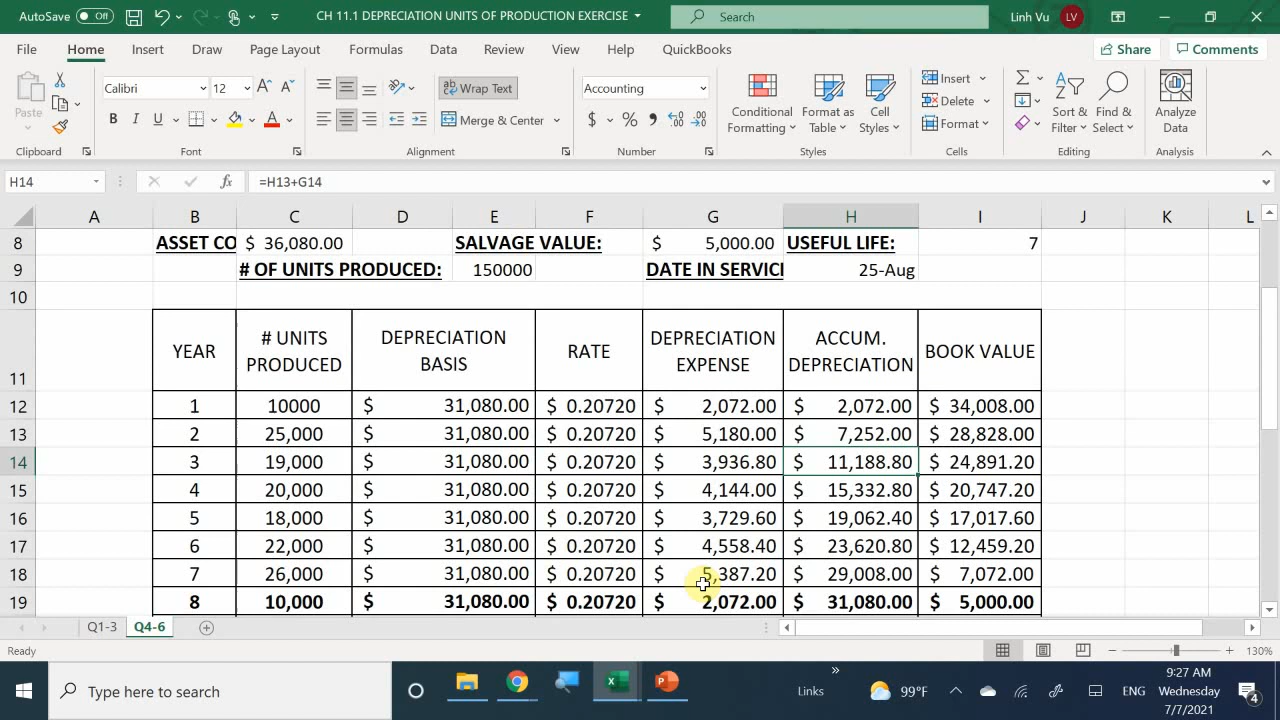 AutoSave Off CH 11.1 DEPRECIATION UNITS OF PRODUCTION EXERCISE Search Linh Vu LV
File Home Insert Draw Page Layout Formulas Data Review View Help QuickBooks Share Comments
Calibri 12 Wrap Text Accounting Insert
Paste B I U A Merge & Center $ % Conditional Formatting Format as Table Cell Styles Delete Format Sort & Filter Find & Select Analyze Data
Clipboard Font Alignment Number Styles Cells Editing Analysis
H14 fx =H13+G14
A B C D E F G H I J K L
8 ASSET CO $ 36,080.00 SALVAGE VALUE: $ 5,000.00 USEFUL LIFE: 7
9 # OF UNITS PRODUCED: 150000 DATE IN SERVICI 25-Aug
10
11 YEAR # UNITS PRODUCED DEPRECIATION BASIS RATE DEPRECIATION EXPENSE ACCUM. DEPRECIATION BOOK VALUE
12 1 10000 $ 31,080.00 $ 0.20720 $ 2,072.00 $ 2,072.00 $ 34,008.00
13 2 25,000 $ 31,080.00 $ 0.20720 $ 5,180.00 $ 7,252.00 $ 28,828.00
14 3 19,000 $ 31,080.00 $ 0.20720 $ 3,936.80 $ 11,188.80 $ 24,891.20
15 4 20,000 $ 31,080.00 $ 0.20720 $ 4,144.00 $ 15,332.80 $ 20,747.20
16 5 18,000 $ 31,080.00 $ 0.20720 $ 3,729.60 $ 19,062.40 $ 17,017.60
17 6 22,000 $ 31,080.00 $ 0.20720 $ 4,558.40 $ 23,620.80 $ 12,459.20
18 7 26,000 $ 31,080.00 $ 0.20720 $ 5,387.20 $ 29,008.00 $ 7,072.00
19 8 10,000 $ 31,080.00 $ 0.20720 $ 2,072.00 $ 31,080.00 $ 5,000.00
Q1-3 Q4-6
Ready 130%
Type here to search Links 99°F ENG 9:27 AM
Wednesday
7/7/2021 4